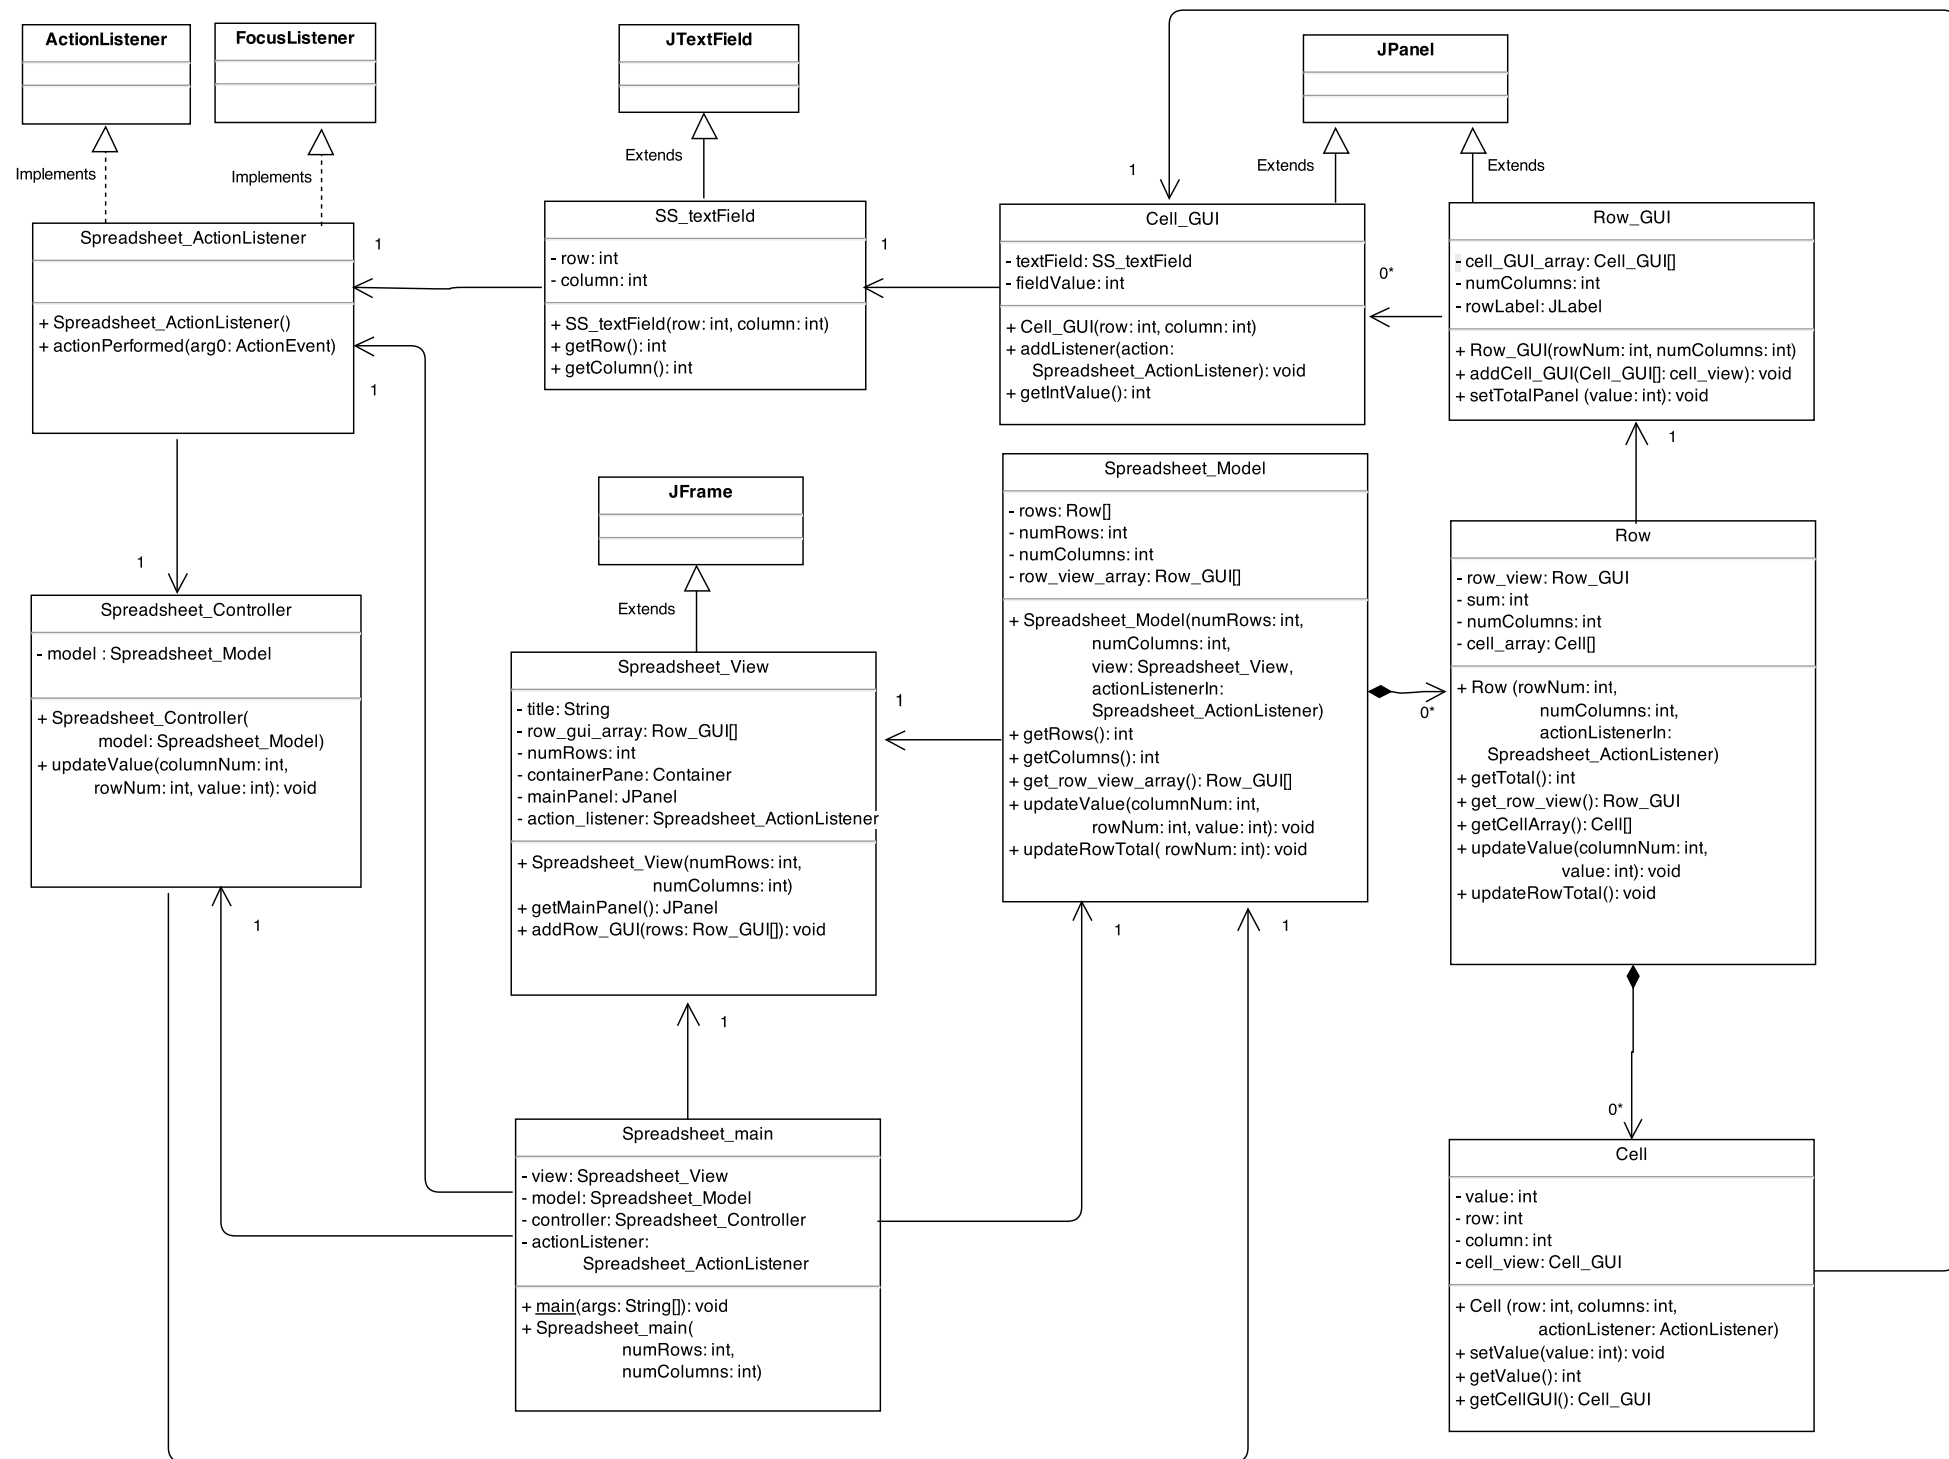 ActionListener
FocusListener
JTextField
JPanel
Implements
Implements
Extends
Extends
Extends
1
Spreadsheet_ActionListener
+ Spreadsheet_ActionListener()
+ actionPerformed(arg0: ActionEvent)
1
1
SS_textField
- row: int
- column: int
+ SS_textField(row: int, column: int)
+ getRow(): int
+ getColumn(): int
1
Cell_GUI
- textField: SS_textField
- fieldValue: int
+ Cell_GUI(row: int, column: int)
+ addListener(action:
Spreadsheet_ActionListener): void
+ getIntValue(): int
0*
Row_GUI
- cell_GUI_array: Cell_GUI[]
- numColumns: int
- rowLabel: JLabel
+ Row_GUI(rowNum: int, numColumns: int)
+ addCell_GUI(Cell_GUI[]: cell_view): void
+ setTotalPanel (value: int): void
1
JFrame
Extends
1
Spreadsheet_Controller
- model : Spreadsheet_Model
+ Spreadsheet_Controller(
model: Spreadsheet_Model)
+ updateValue(columnNum: int,
rowNum: int, value: int): void
1
Spreadsheet_View
- title: String
- row_gui_array: Row_GUI[]
- numRows: int
- containerPane: Container
- mainPanel: JPanel
- action_listener: Spreadsheet_ActionListener
+ Spreadsheet_View(numRows: int,
numColumns: int)
+ getMainPanel(): JPanel
+ addRow_GUI(rows: Row_GUI[]): void
1
1
Spreadsheet_Model
- rows: Row[]
- numRows: int
- numColumns: int
- row_view_array: Row_GUI[]
+ Spreadsheet_Model(numRows: int,
numColumns: int,
view: Spreadsheet_View,
actionListenerIn:
Spreadsheet_ActionListener)
+ getRows(): int
+ getColumns(): int
+ get_row_view_array(): Row_GUI[]
+ updateValue(columnNum: int,
rowNum: int, value: int): void
+ updateRowTotal( rowNum: int): void
1
1
0*
Row
- row_view: Row_GUI
- sum: int
- numColumns: int
- cell_array: Cell[]
+ Row (rowNum: int,
numColumns: int,
actionListenerIn:
Spreadsheet_ActionListener)
+ getTotal(): int
+ get_row_view(): Row_GUI
+ getCellArray(): Cell[]
+ updateValue(columnNum: int,
value: int): void
+ updateRowTotal(): void
0*
Spreadsheet_main
- view: Spreadsheet_View
- model: Spreadsheet_Model
- controller: Spreadsheet_Controller
- actionListener:
Spreadsheet_ActionListener
+ main(args: String[]): void
+ Spreadsheet_main(
numRows: int,
numColumns: int)
Cell
- value: int
- row: int
- column: int
- cell_view: Cell_GUI
+ Cell (row: int, columns: int,
actionListener: ActionListener)
+ setValue(value: int): void
+ getValue(): int
+ getCellGUI(): Cell_GUI